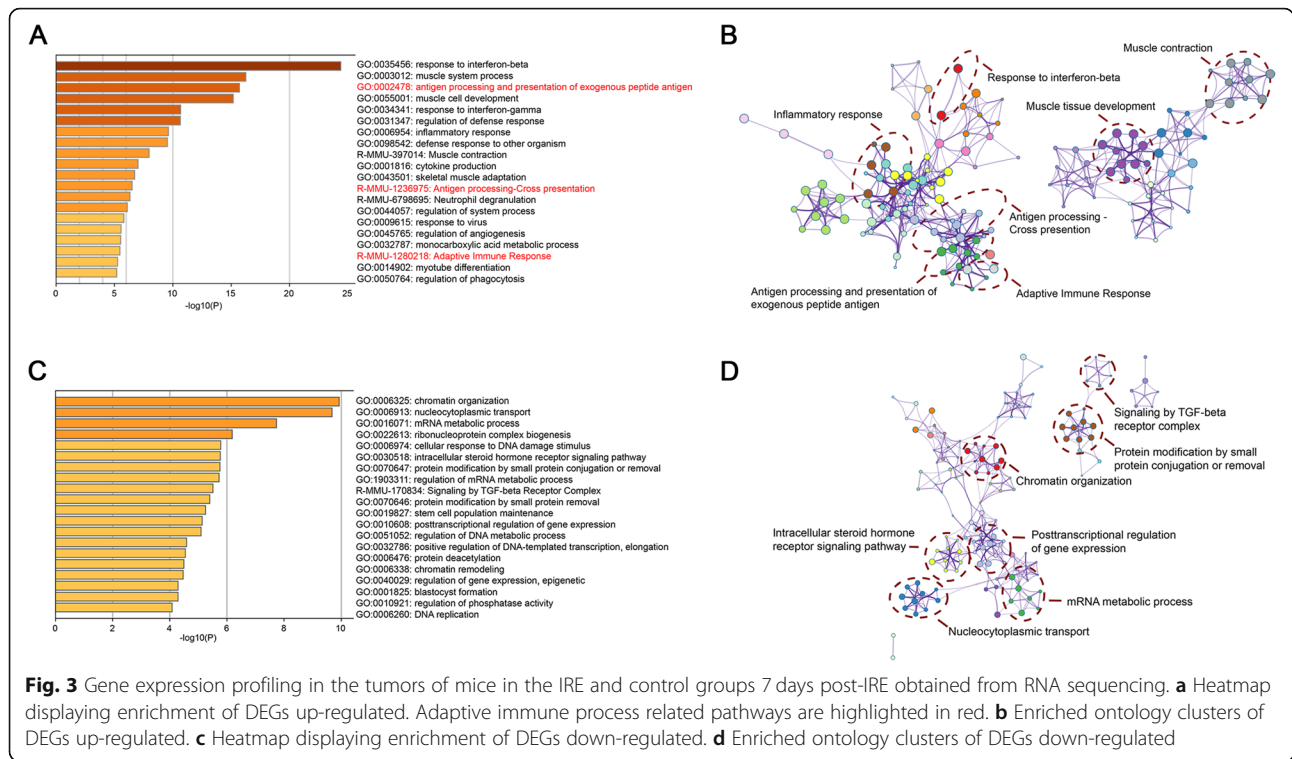 A
GO:0035456: response to interferon-beta
GO:0003012: muscle system process
GO:0002478: antigen processing and presentation of exogenous peptide antigen
GO:0055001: muscle cell development
GO:0034341: response to interferon-gamma
GO:0031347: regulation of defense response
GO:0006954: inflammatory response
GO:0098542: defense response to other organism
R-MMU-397014: Muscle contraction
GO:0001816: cytokine production
GO:0043501: skeletal muscle adaptation
R-MMU-1236975: Antigen processing-Cross presentation
R-MMU-6798695: Neutrophil degranulation
GO:0044057: regulation of system process
GO:0009615: response to virus
GO:0045765: regulation of angiogenesis
GO:0032787: monocarboxylic acid metabolic process
R-MMU-1280218: Adaptive Immune Response
GO:0014902: myotube differentiation
GO:0050764: regulation of phagocytosis
0 5 10 15 20 25
-log10(P)
B
Muscle contraction
Response to interferon-beta
Muscle tissue development
Inflammatory response
Antigen processing -
Cross presention
Antigen processing and presentation of
exogenous peptide antigen
Adaptive Immune Response
C
GO:0006325: chromatin organization
GO:0006913: nucleocytoplasmic transport
GO:0016071: mRNA metabolic process
GO:0022613: ribonucleoprotein complex biogenesis
GO:0006974: cellular response to DNA damage stimulus
GO:0030518: intracellular steroid hormone receptor signaling pathway
GO:0070647: protein modification by small protein conjugation or removal
GO:1903311: regulation of mRNA metabolic process
R-MMU-170834: Signaling by TGF-beta Receptor Complex
GO:0070646: protein modification by small protein removal
GO:0019827: stem cell population maintenance
GO:0010608: posttranscriptional regulation of gene expression
GO:0051052: regulation of DNA metabolic process
GO:0032786: positive regulation of DNA-templated transcription, elongation
GO:0006476: protein deacetylation
GO:0006338: chromatin remodeling
GO:0040029: regulation of gene expression, epigenetic
GO:0001825: blastocyst formation
GO:0010921: regulation of phosphatase activity
GO:0006260: DNA replication
0 2 4 6 8 10
-log10(P)
D
Signaling by TGF-beta
receptor complex
Protein modification by small
protein conjugation or removal
Chromatin organization
Intracellular steroid hormone
receptor signaling pathway
Posttranscriptional regulation
of gene expression
mRNA metabolic process
Nucleocytoplasmic transport
Fig. 3 Gene expression profiling in the tumors of mice in the IRE and control groups 7 days post-IRE obtained from RNA sequencing. a Heatmap
displaying enrichment of DEGs up-regulated. Adaptive immune process related pathways are highlighted in red. b Enriched ontology clusters of
DEGs up-regulated. c Heatmap displaying enrichment of DEGs down-regulated. d Enriched ontology clusters of DEGs down-regulated